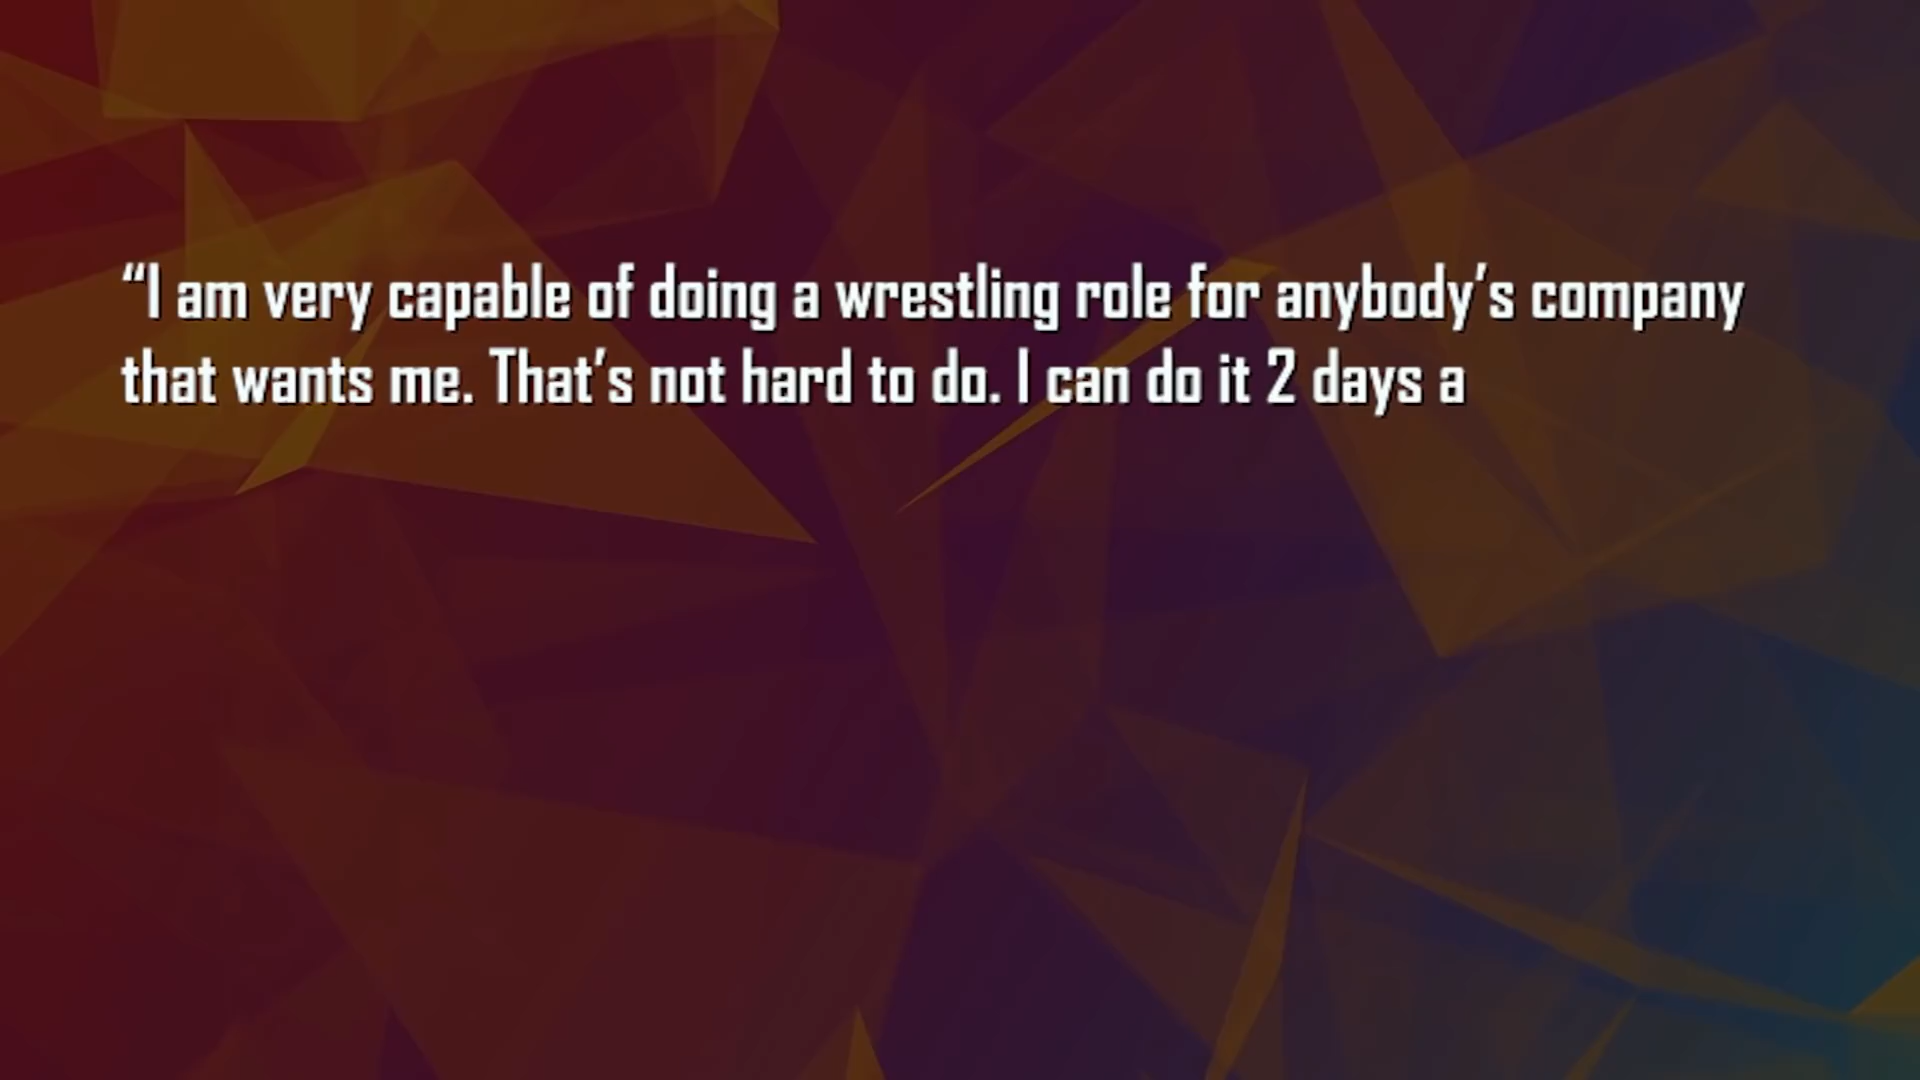 “I am very capable of doing a wrestling role for anybody’s company
that wants me. That’s not hard to do. I can do it 2 days a